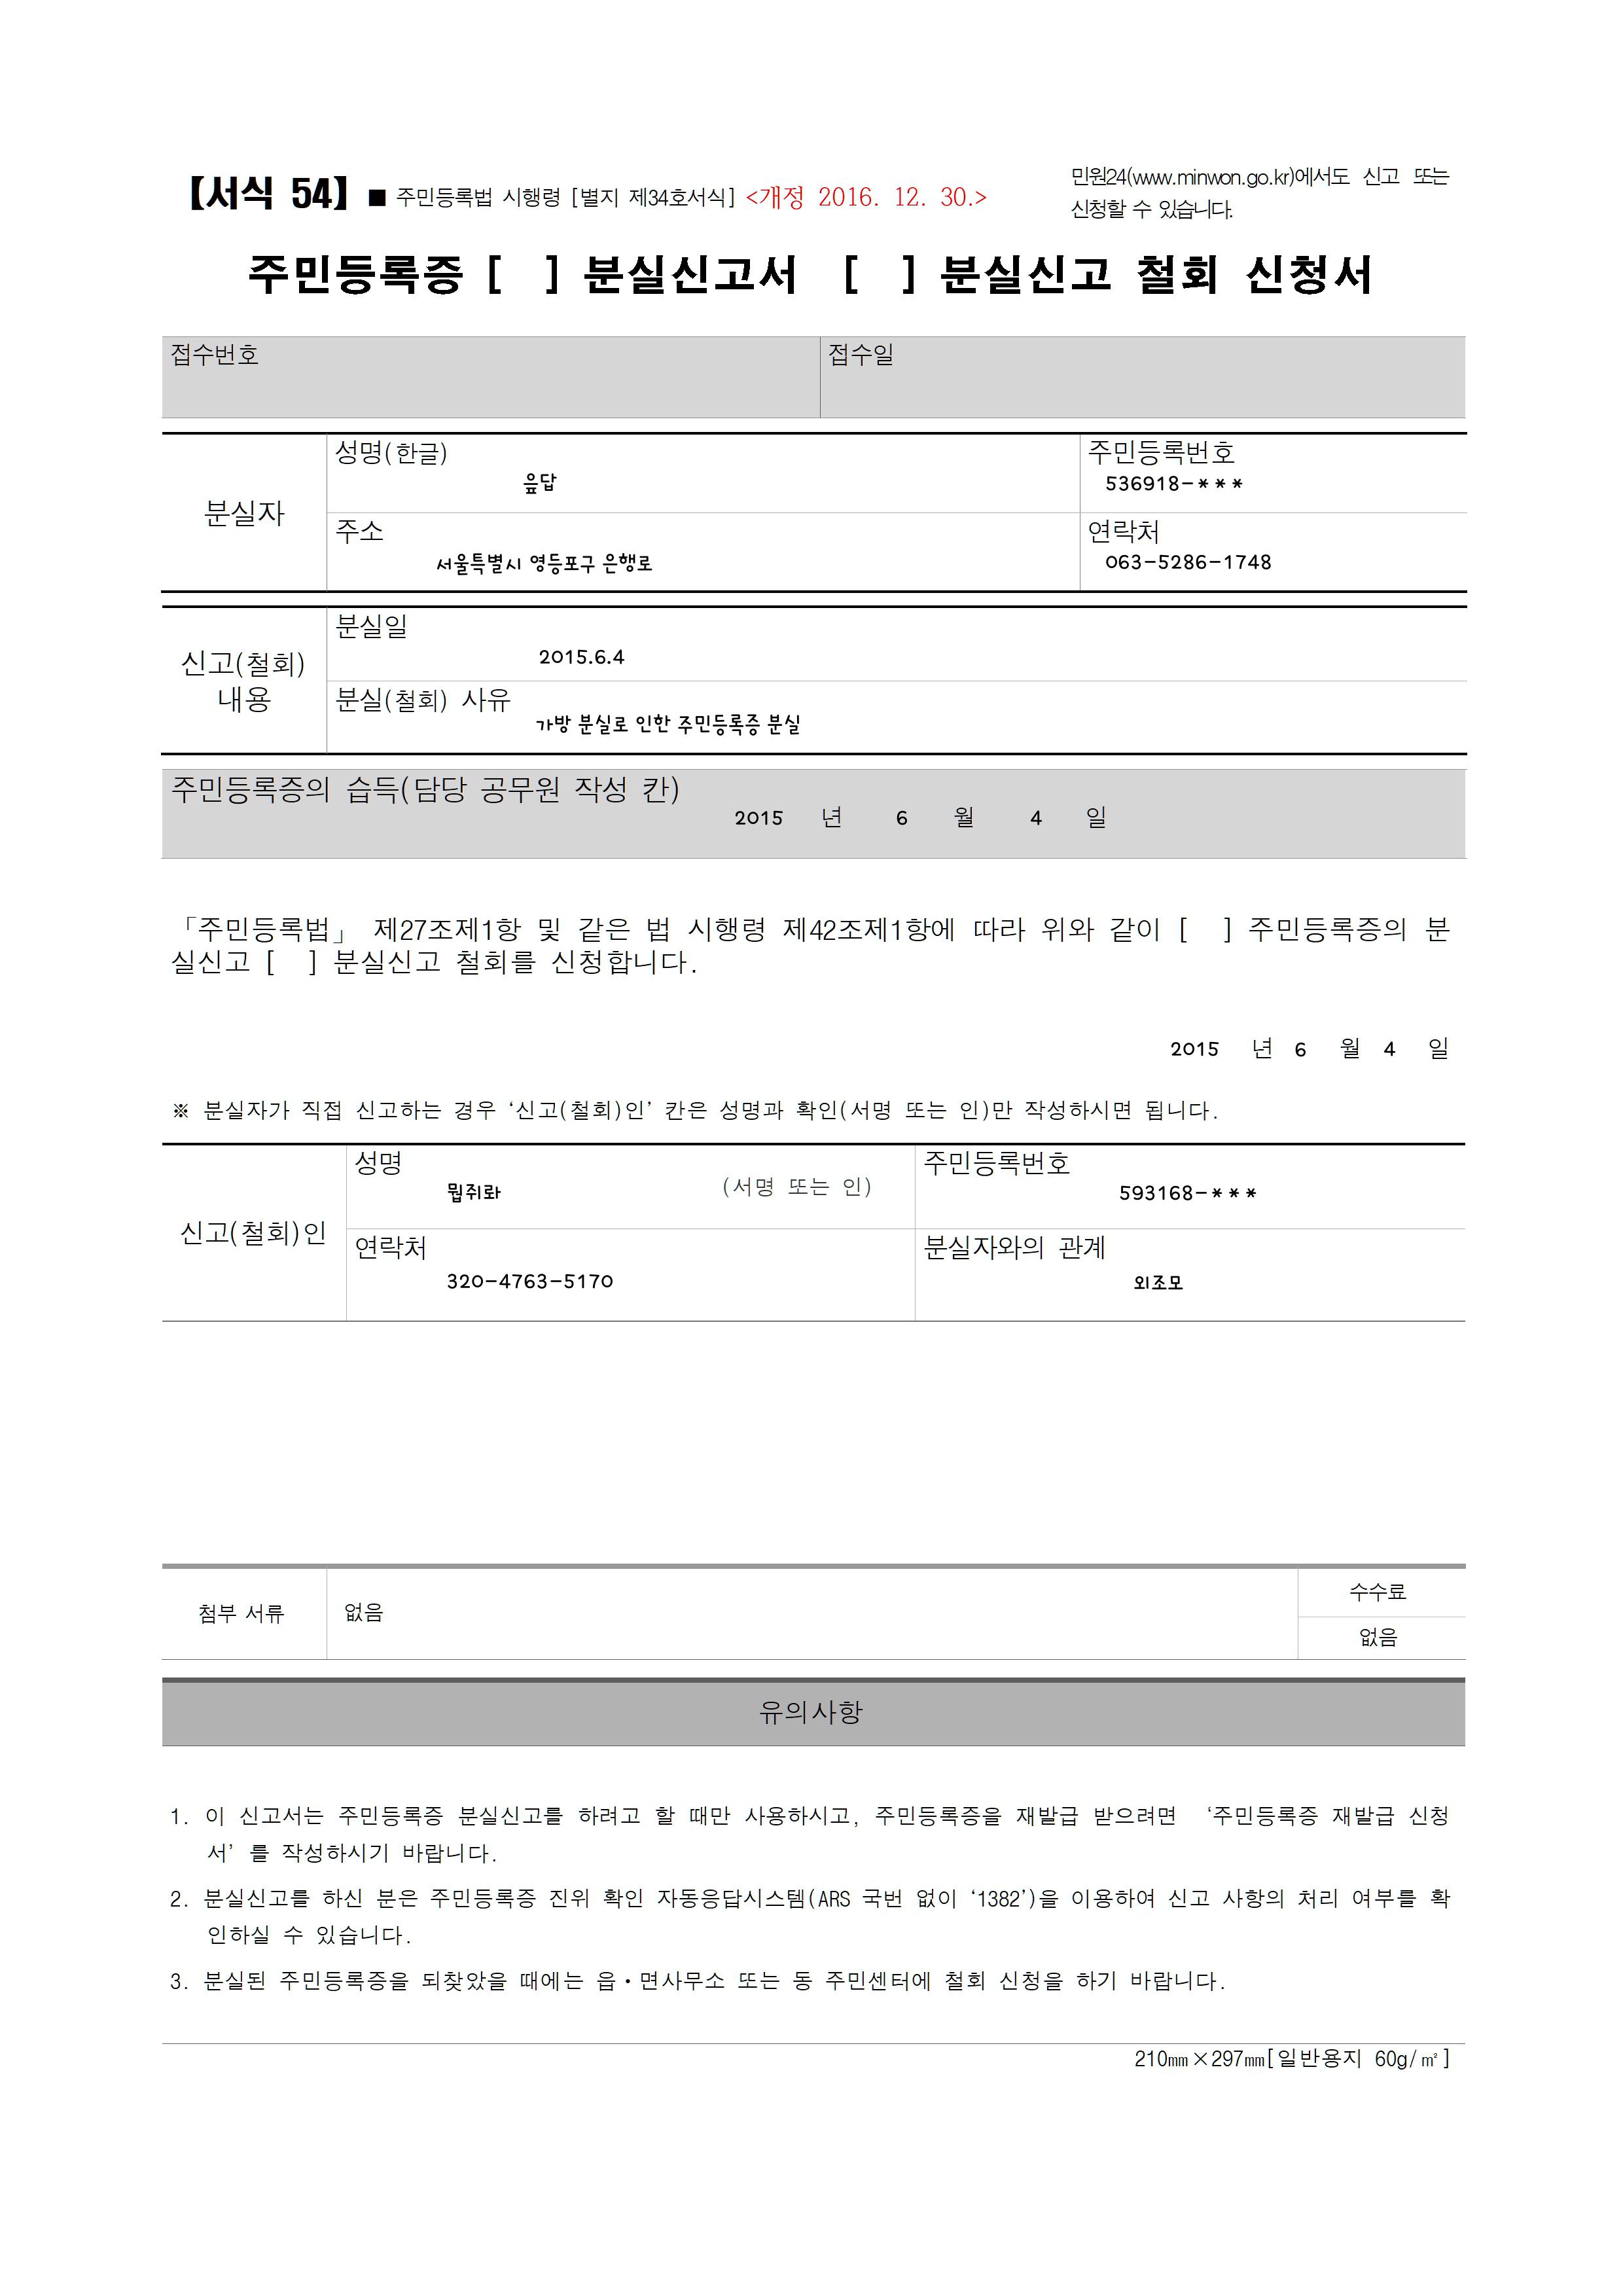 【서식 54】 ■ 주민등록법 시행령 [별지 제34호서식] <개정 2016. 12. 30.>
민원24(www.minwon.go.kr)에서도 신고 또는
신청할 수 있습니다.
주민등록증 [ ] 분실신고서 [ ] 분실신고 철회 신청서
접수번호 접수일
성명(한글) 주민등록번호
읖답 536918-***
분실자
주소 연락처
서울특별시 영등포구 은행로 063-5286-1748
분실일
2015.6.4
신고(철회)
내용
분실(철회) 사유
가방 분실로 인한 주민등록증 분실
주민등록증의 습득(담당 공무원 작성 칸)
2015 년 6 월 4 일
「주민등록법」 제27조제1항 및 같은 법 시행령 제42조제1항에 따라 위와 같이 [ ] 주민등록증의 분
실신고 [ ] 분실신고 철회를 신청합니다.
2015 년 6 월 4 일
※ 분실자가 직접 신고하는 경우 ‘신고(철회)인’ 칸은 성명과 확인(서명 또는 인)만 작성하시면 됩니다.
성명 주민등록번호
뭡쥐롸 (서명 또는 인) 593168-***
신고(철회)인
연락처 분실자와의 관계
320-4763-5170 외조모
첨부 서류 없음 수수료
없음
유의사항
1. 이 신고서는 주민등록증 분실신고를 하려고 할 때만 사용하시고, 주민등록증을 재발급 받으려면 ‘주민등록증 재발급 신청
서’를 작성하시기 바랍니다.
2. 분실신고를 하신 분은 주민등록증 진위 확인 자동응답시스템(ARS 국번 없이 ‘1382’)을 이용하여 신고 사항의 처리 여부를 확
인하실 수 있습니다.
3. 분실된 주민등록증을 되찾았을 때에는 읍·면사무소 또는 동 주민센터에 철회 신청을 하기 바랍니다.
210㎜×297㎜[일반용지 60g/㎡]